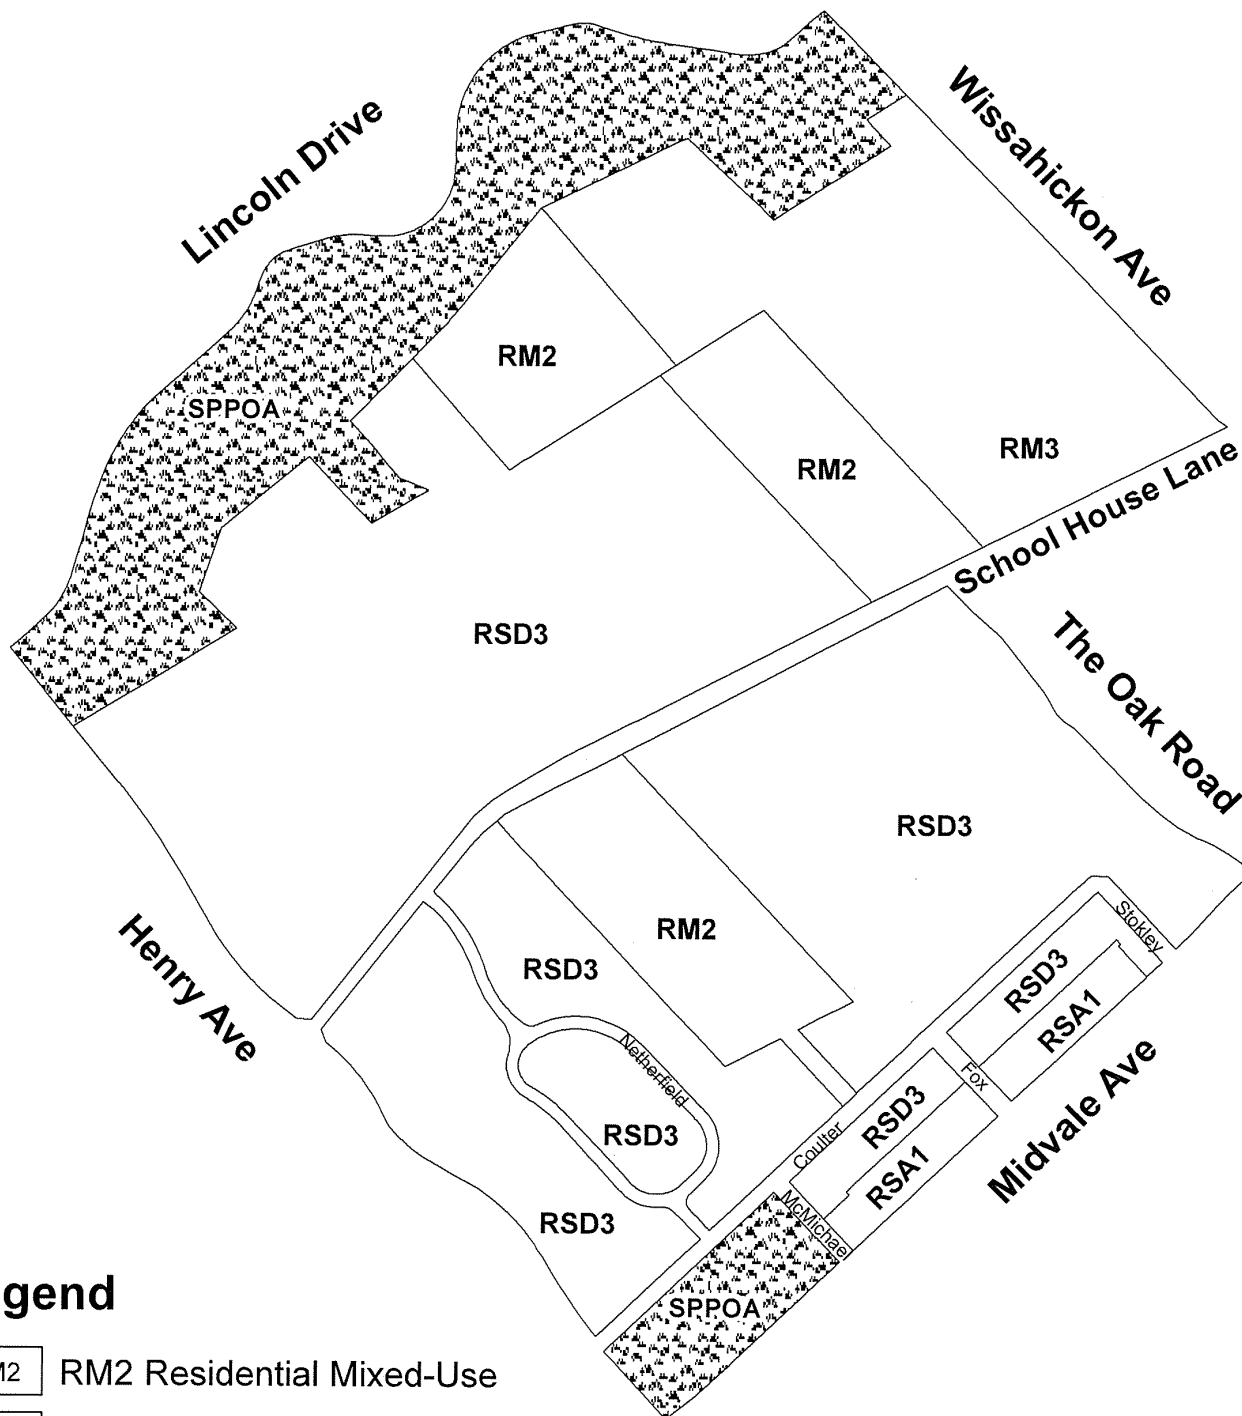 Lincoln Drive
Wissahickon Ave
RM2
SPPOA
RM2
RM3
School House Lane
RSD3
The Oak Road
RSD3
Stokley
RM2
RSD3
RSD3
RSA1
Henry Ave
Netherfield
Fox
RSD3
RSD3
Coulter
RSA1
Midvale Ave
McMichael
RSD3
SPPOA
gend
M2 RM2 Residential Mixed-Use